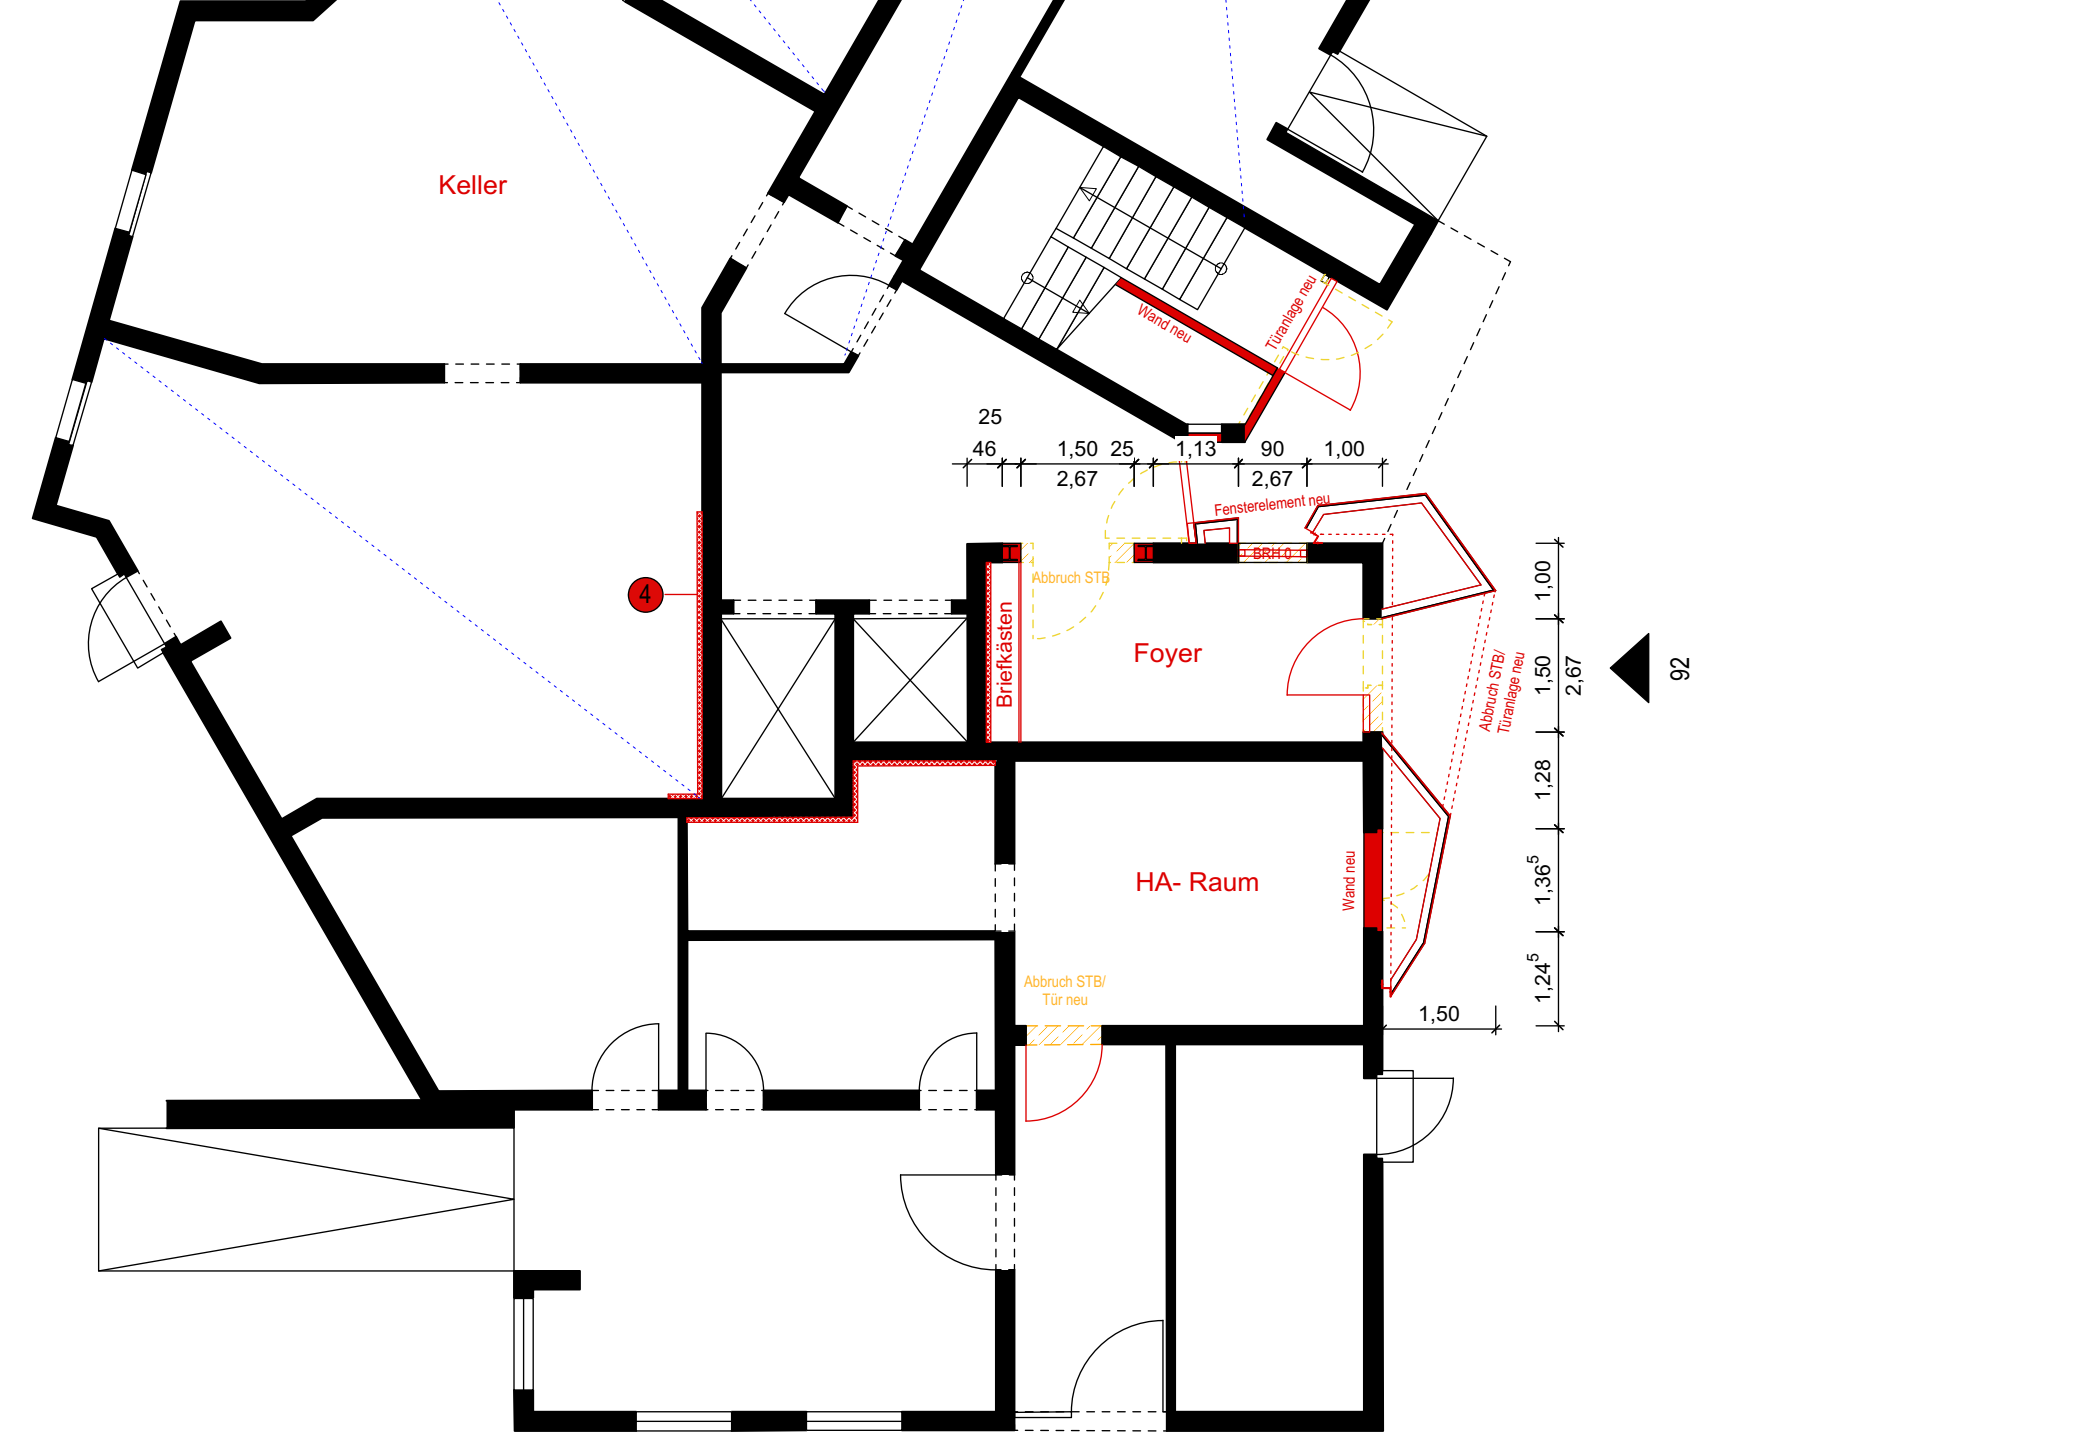 Keller
Wand neu
Türanlage neu
25
46 1,50 25 1,13 90 1,00
2,67 2,67
Fensterelement neu
BRH 0
Abbruch STB
4
Briefkästen
Foyer
1,00
1,50
2,67
1,28
1,36⁵
1,24⁵
92
Abbruch STB/
Türanlage neu
HA- Raum
Wand neu
Abbruch STB/
Tür neu
1,50